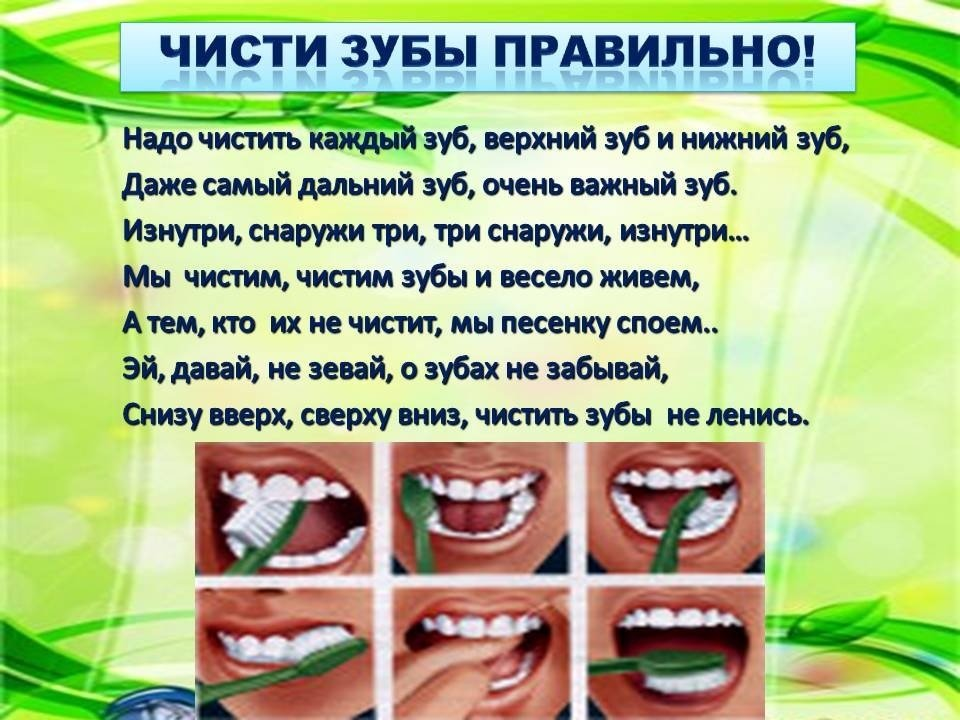 ЧИСТИ ЗУБЫ ПРАВИЛЬНО!
Надо чистить каждый зуб, верхний зуб и нижний зуб,
Даже самый дальний зуб, очень важный зуб.
Изнутри, снаружи три, три снаружи, изнутри...
Мы чистим, чистим зубы и весело живем,
А тем, кто их не чистит, мы песенку споем..
Эй, давай, не зевай, о зубах не забывай,
Снизу вверх, сверху вниз, чистить зубы не ленись.